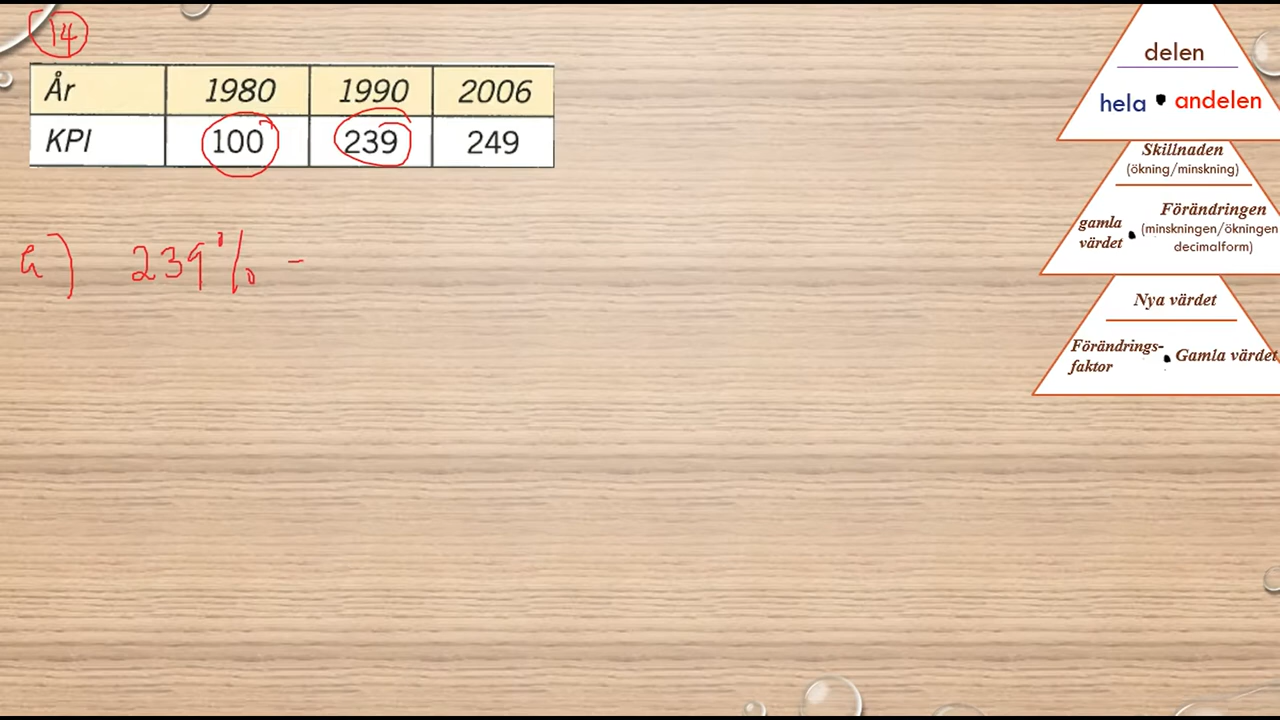 14
År 1980 1990 2006
KPI 100 239 249
a) 239% -
delen
hela • andelen
Skillnaden
(ökning/minskning)
gamla värdet • Förändringen
(minskningen/ökningen
decimalform)
Nya värdet
Förändrings-
faktor • Gamla värdet